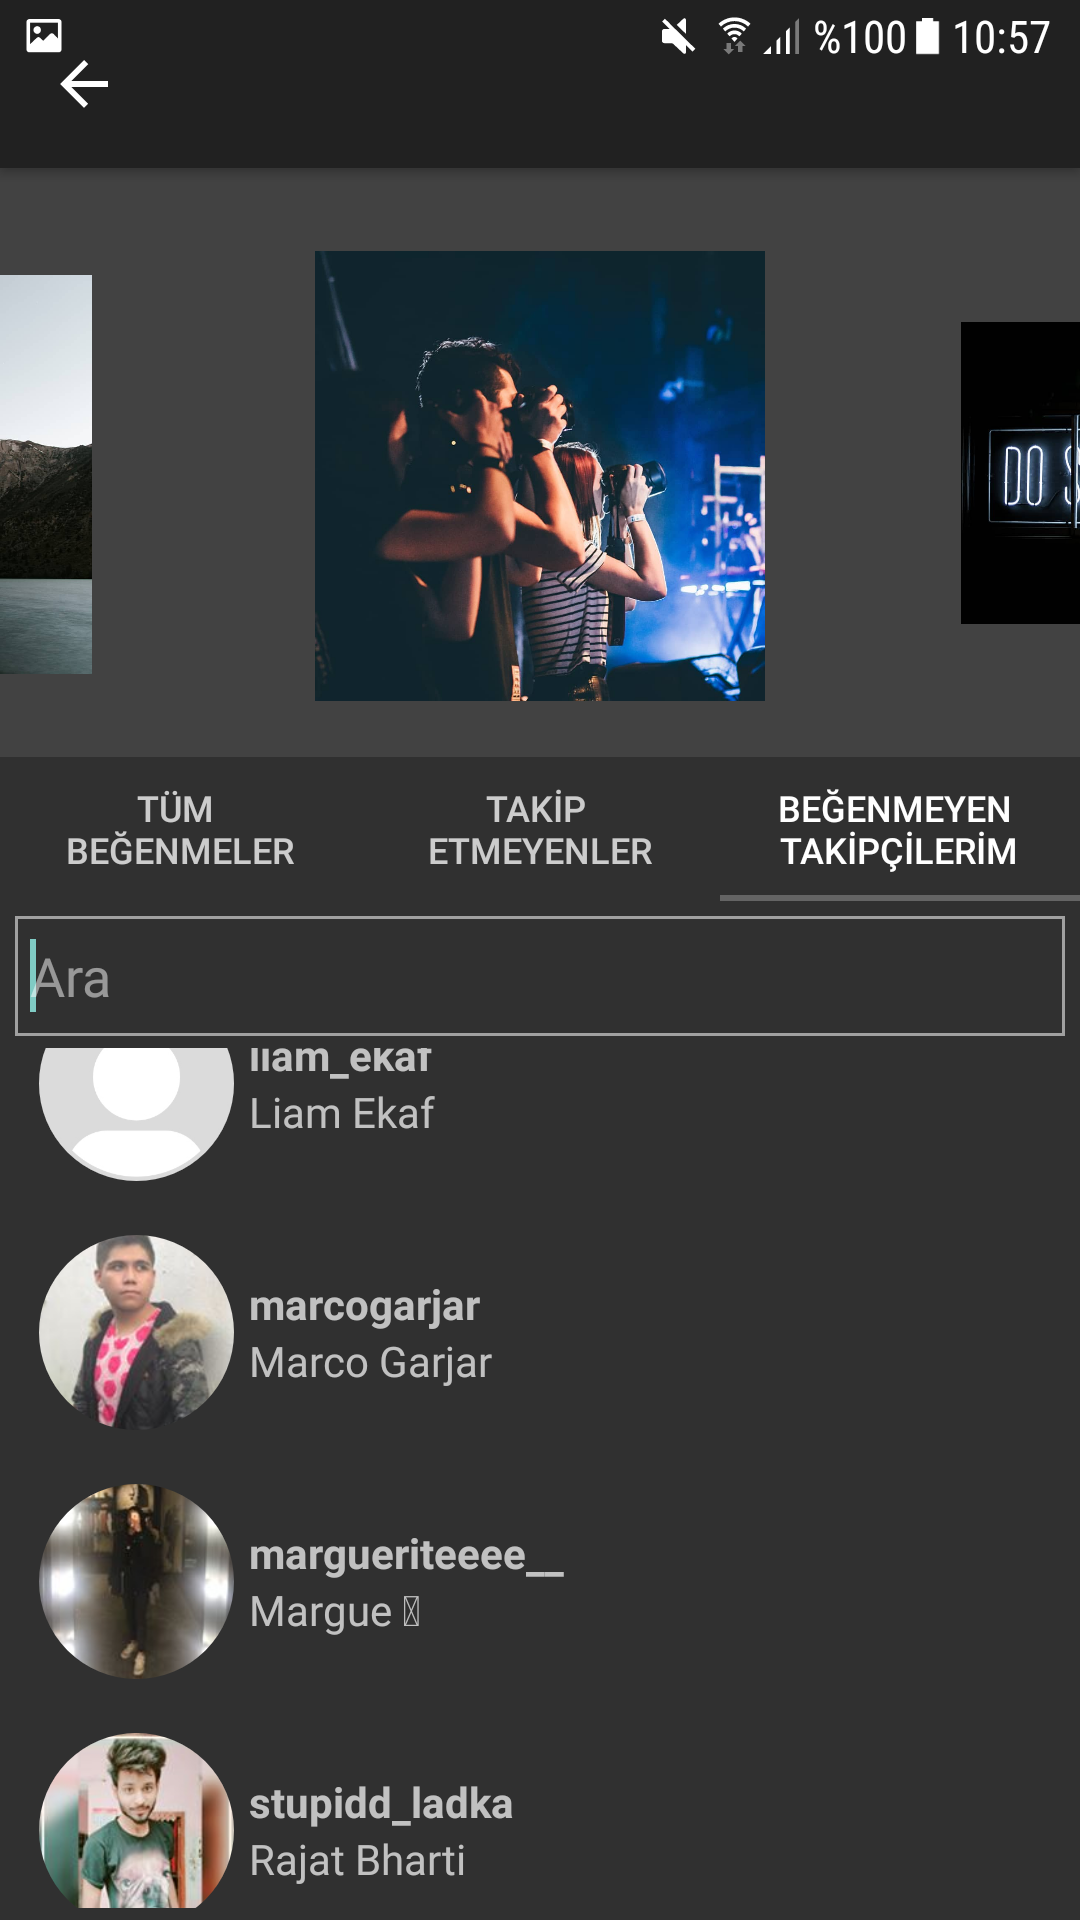 %100 10:57
DO
TÜM
BEĞENMELER
TAKİP
ETMEYENLER
BEĞENMEYEN
TAKİPÇİLERİM
Ara
liam_ekaf
Liam Ekaf
marcogarjar
Marco Garjar
margueriteeee__
Margue
stupidd_ladka
Rajat Bharti